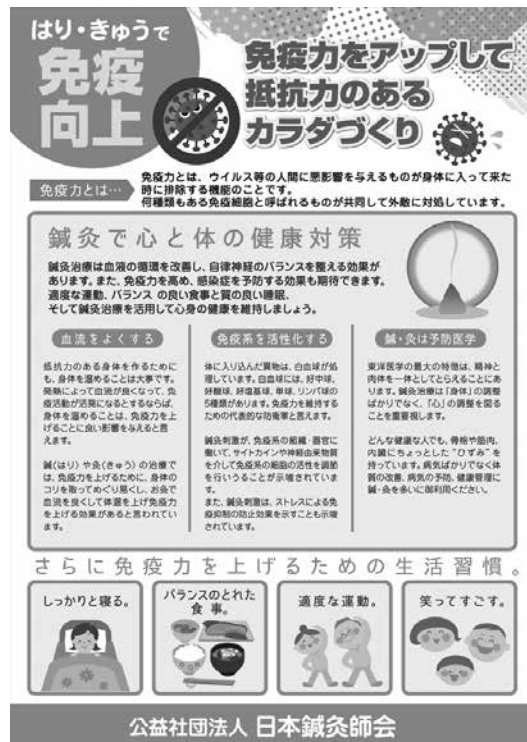 はり・きゅうで
免疫
向上
免疫力をアップして
抵抗力のある
カラダづくり
免疫力とは…
免疫力とは、ウイルス等の人間に悪影響を与えるものが身体に入って来た
時に排除する機能のことです。
何種類もある免疫細胞と呼ばれるものが共同して外敵に対処しています。
鍼灸で心と体の健康対策
鍼灸治療は血液の循環を改善し、自律神経のバランスを整える効果が
あります。また、免疫力を高め、感染症を予防する効果も期待できます。
適度な運動、バランス の良い食事と質の良い睡眠、
そして鍼灸治療を活用して心身の健康を維持しましょう。
血流をよくする
抵抗力のある身体を作るためにに
も、身体を温めることは大事です。
発熱によって血流が良くなって、免
疫活動が活発になるとするならば、
身体を温めることは、免疫力を上
げることに良い影響を与えると言
えます。
鍼(はり)や灸(きゅう)の治療で
は、免疫力を上げるために、身体の
コリを取ってめぐり易くし、お灸で
血流を良くして体温を上げ免疫力
を上げる効果があると思われてい
ます。
免疫系を活性化する
体に入り込んだ異物は、白血球が処
理しています。白血球には、好中球、
好酸球、好塩基球、単球、リンパ球の
5種類があります。免疫力を維持する
ための代表的な防衛軍と言えます。
鍼灸刺激が、免疫系の組織・器官に
働いて、サイトカインや神経由来物質
を介して免疫系の細胞の活性を調節
を行いうることが示唆されていま
す。
また、鍼灸刺激は、ストレスによる免
疫抑制の防止効果を示すことも示唆
されています。
鍼・灸は予防医学
東洋医学の最大の特徴は、精神と
肉体を一体としてとらえることにあ
ります。鍼灸治療は「身体」の調整
ばかりでなく、「心」の調整を図る
ことを重要視します。
どんな健康な人でも、骨格や筋肉、
内臓にちょっとした“ひずみ”を
持っています。病気ばかりでなく体
質の改善、病気の予防、健康管理に
鍼・灸を多いに御利用ください。
さらに免疫力を上げるための生活習慣。
しっかりと寝る。
バランスのとれた
食 事。
適度な運動。
笑ってすごす。
公益社団法人 日本鍼灸師会